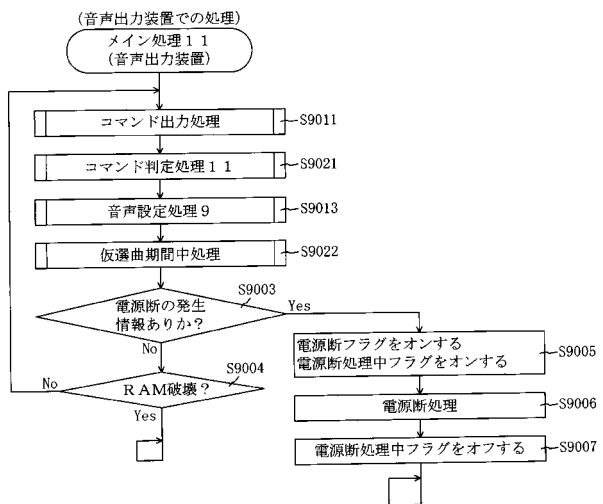 (音声出力装置での処理)
メイン処理11
(音声出力装置)
コマンド出力処理
S9011
コマンド判定処理11
S9021
音声設定処理9
S9013
仮選曲期間中処理
S9022
S9003
電源断の発生
情報ありか?
Yes
No
S9004
RAM破壊?
No
Yes
電源断フラグをオンする
電源断処理中フラグをオンする
S9005
電源断処理
S9006
電源断処理中フラグをオフする
S9007